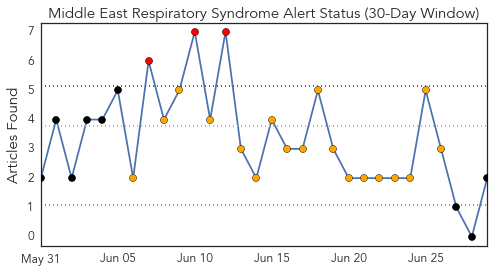 Middle East Respiratory Syndrome Alert Status (30-Day Window)
Articles Found
7
6
5
4
3
2
1
0
May 31
Jun 05
Jun 10
Jun 15
Jun 20
Jun 25